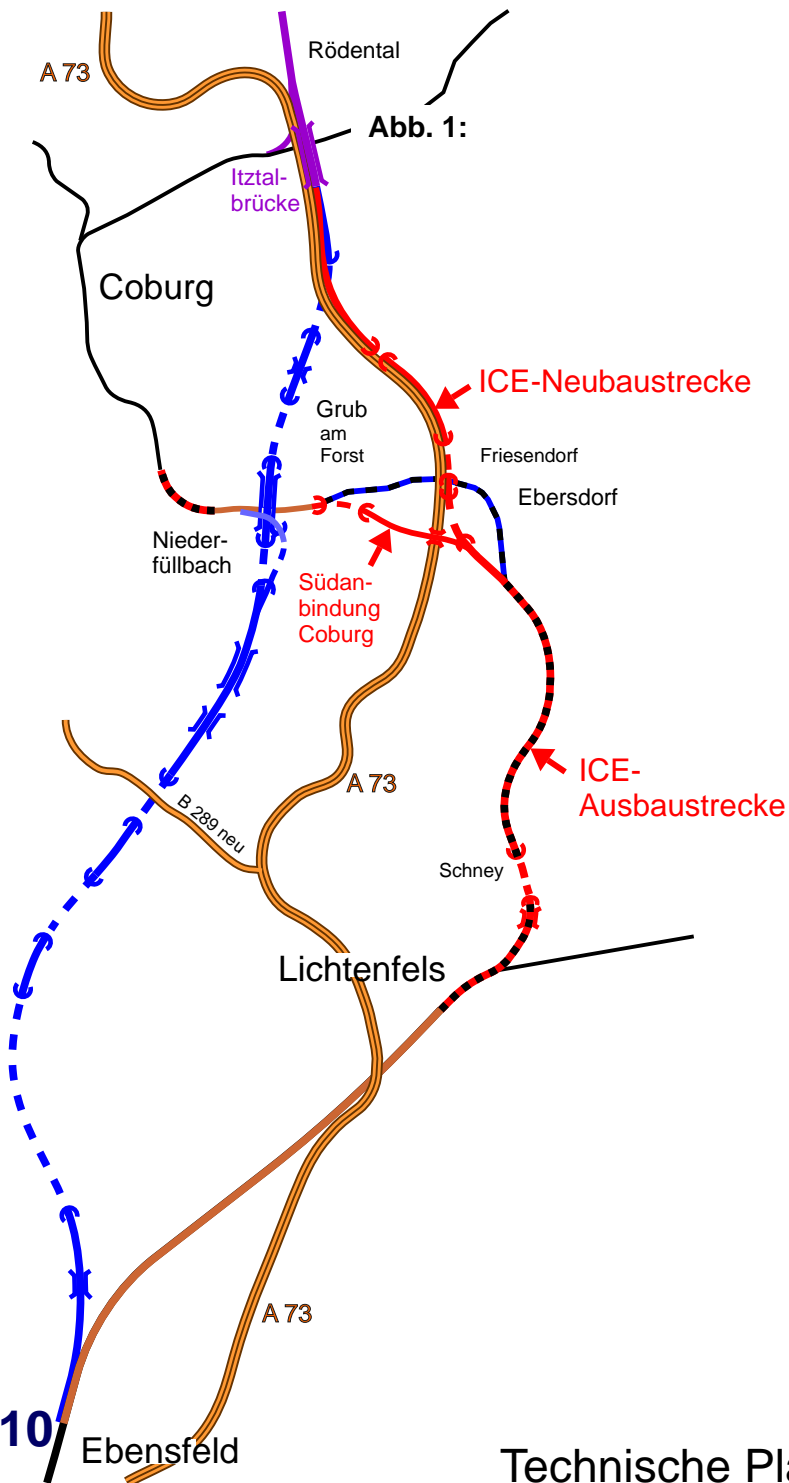 Rödental
A 73
Abb. 1:
Itztal-
brücke
Coburg
ICE-Neubaustrecke
Grub
am
Forst
Friesendorf
Ebersdorf
Nieder-
füllbach
Südan-
bindung
Coburg
ICE-
Ausbaustrecke
A 73
B 289 neu
Schney
Lichtenfels
A 73
10
Ebensfeld
Technische Pla